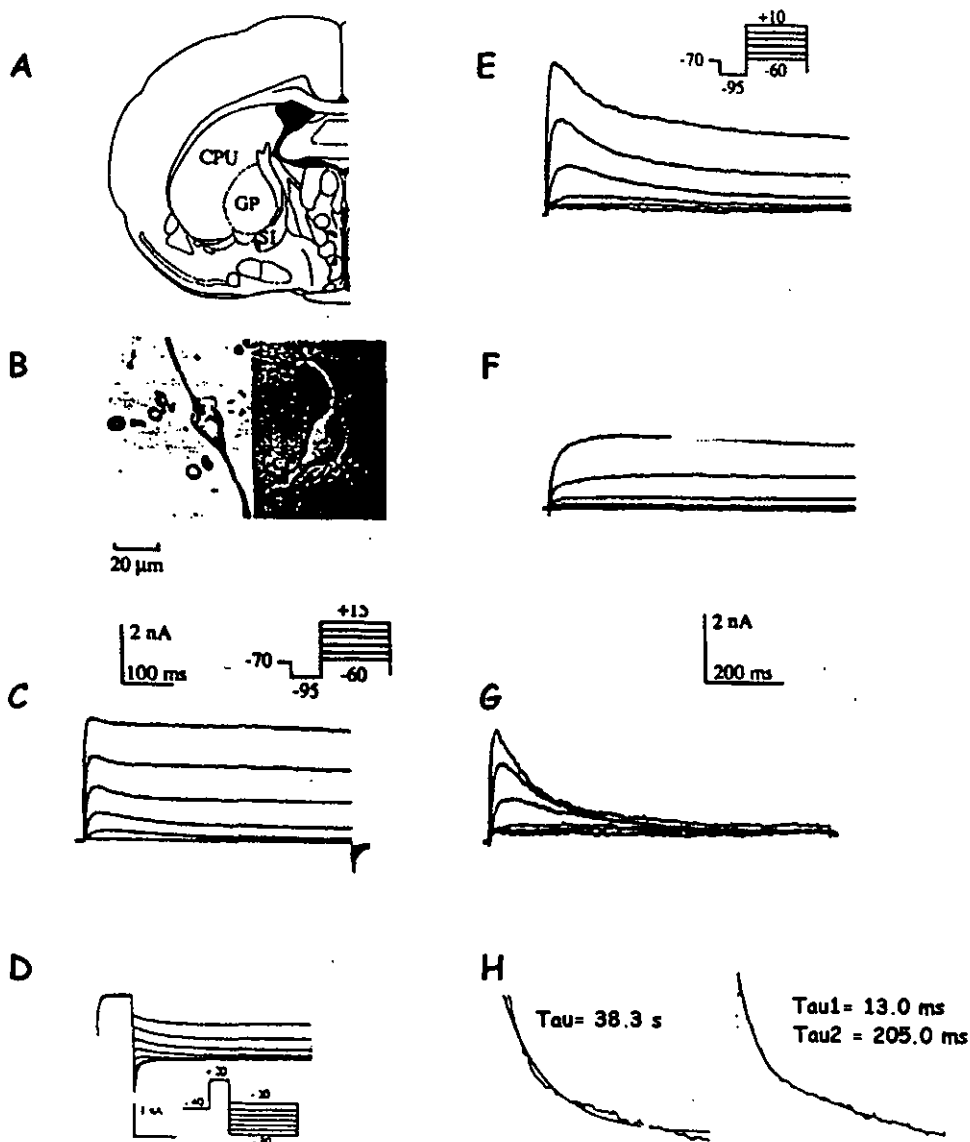 A
CPU
GP
SI
B
20 µm
+15
-70
-95
-60
2 nA
100 ms
C
D
+ 20
- 20
E
+10
-70
-95
-60
F
2 nA
200 ms
G
H
Tau= 38.3 s
Tau1= 13.0 ms
Tau2 = 205.0 ms